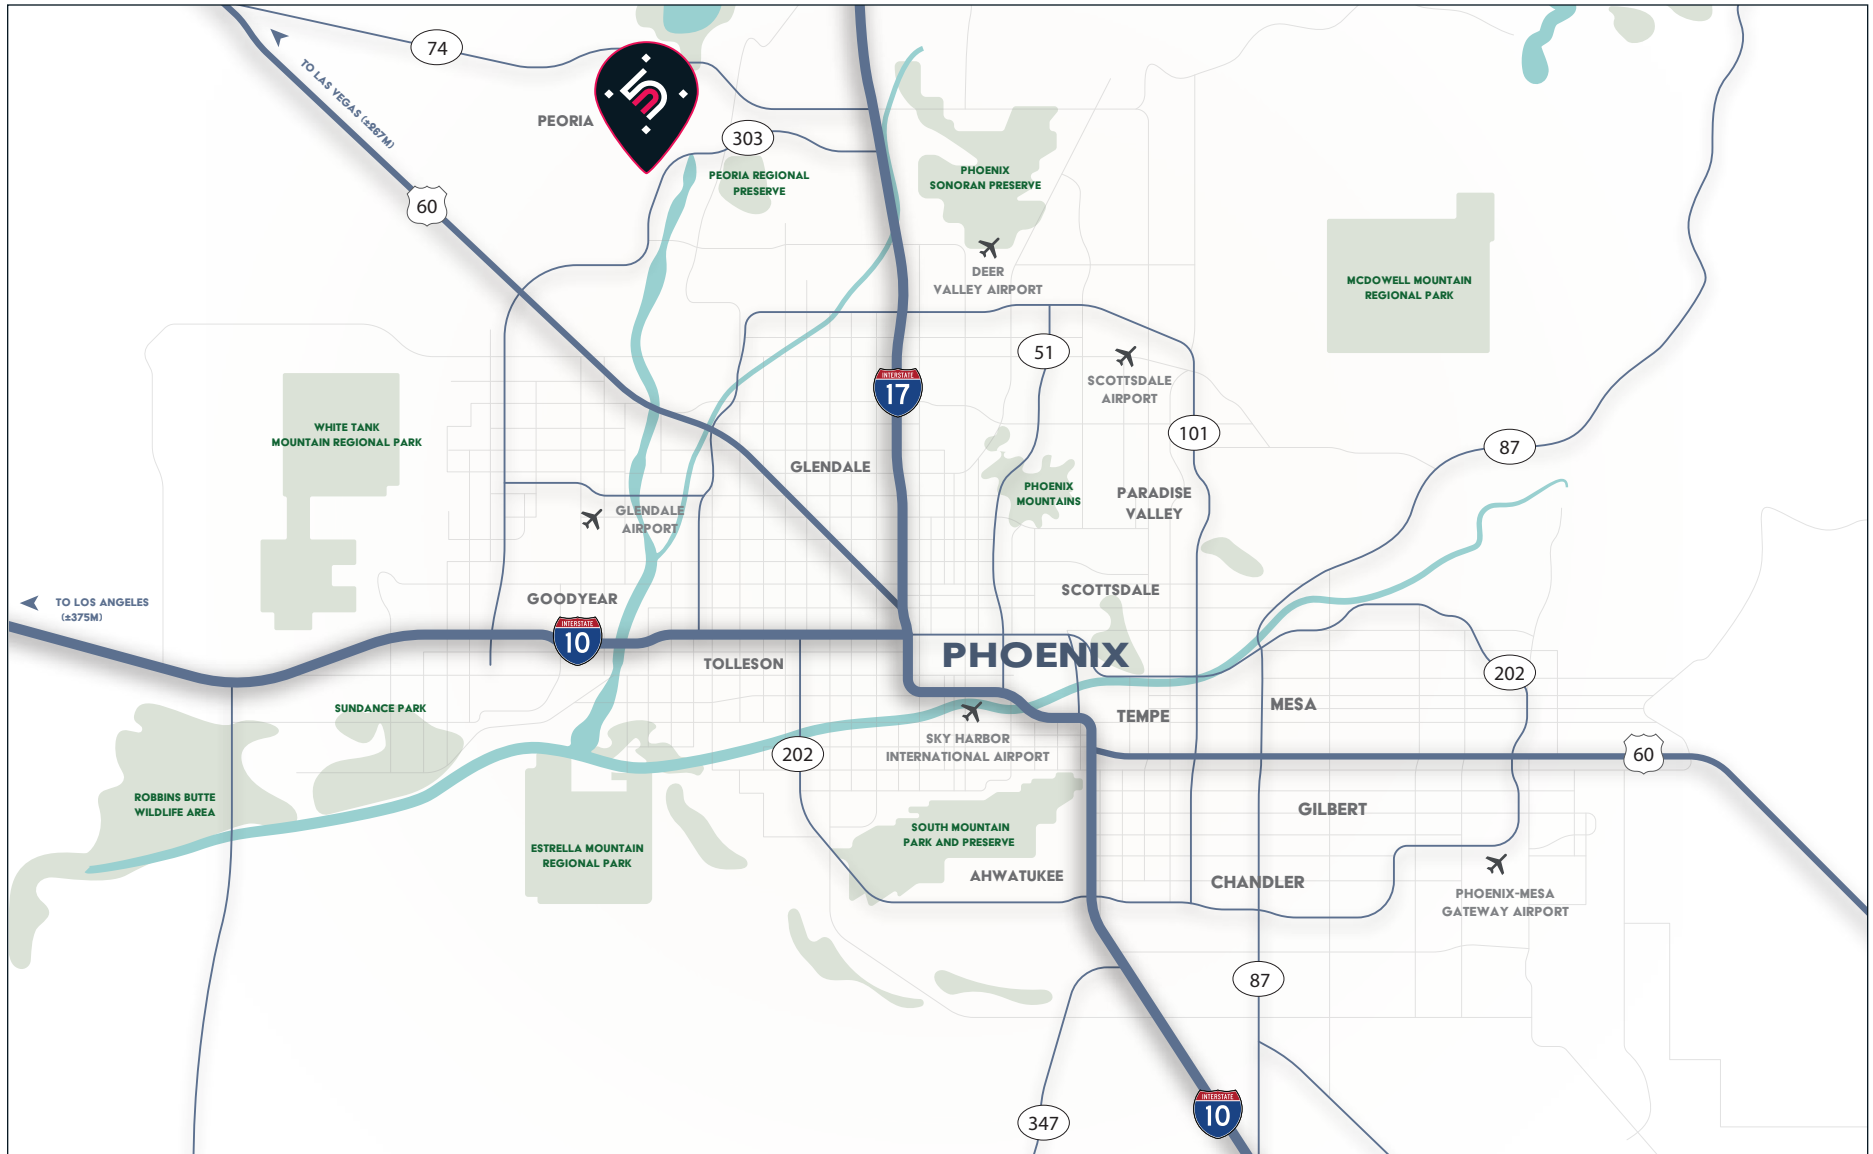 74
TO LAS VEGAS (±267M)
PEORIA
303
PEORIA REGIONAL
PRESERVE
PHOENIX
SONORAN PRESERVE
60
DEER
VALLEY AIRPORT
MCDOWELL MOUNTAIN
REGIONAL PARK
51
INTERSTATE
17
SCOTTSDALE
AIRPORT
101
WHITE TANK
MOUNTAIN REGIONAL PARK
87
GLENDALE
PHOENIX
MOUNTAINS
PARADISE
VALLEY
GLENDALE
AIRPORT
TO LOS ANGELES
(±375M)
GOODYEAR
SCOTTSDALE
INTERSTATE
10
PHOENIX
TOLLESON
202
SUNDANCE PARK
MESA
TEMPE
SKY HARBOR
INTERNATIONAL AIRPORT
202
60
ROBBINS BUTTE
WILDLIFE AREA
GILBERT
SOUTH MOUNTAIN
PARK AND PRESERVE
ESTRELLA MOUNTAIN
REGIONAL PARK
AHWATUKEE
CHANDLER
PHOENIX-MESA
GATEWAY AIRPORT
87
INTERSTATE
10
347